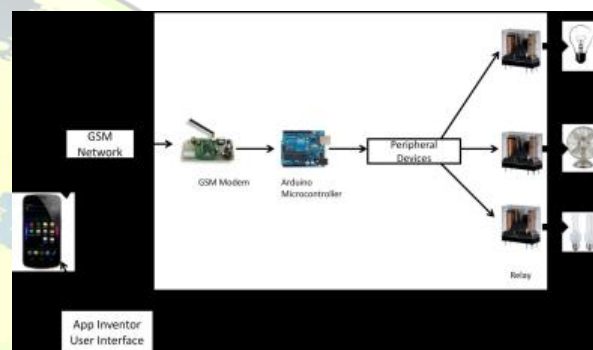 GSM
Network
GSM Modem
Arduino
Microcontroller
Peripheral
Devices
Relay
App Inventor
User Interface